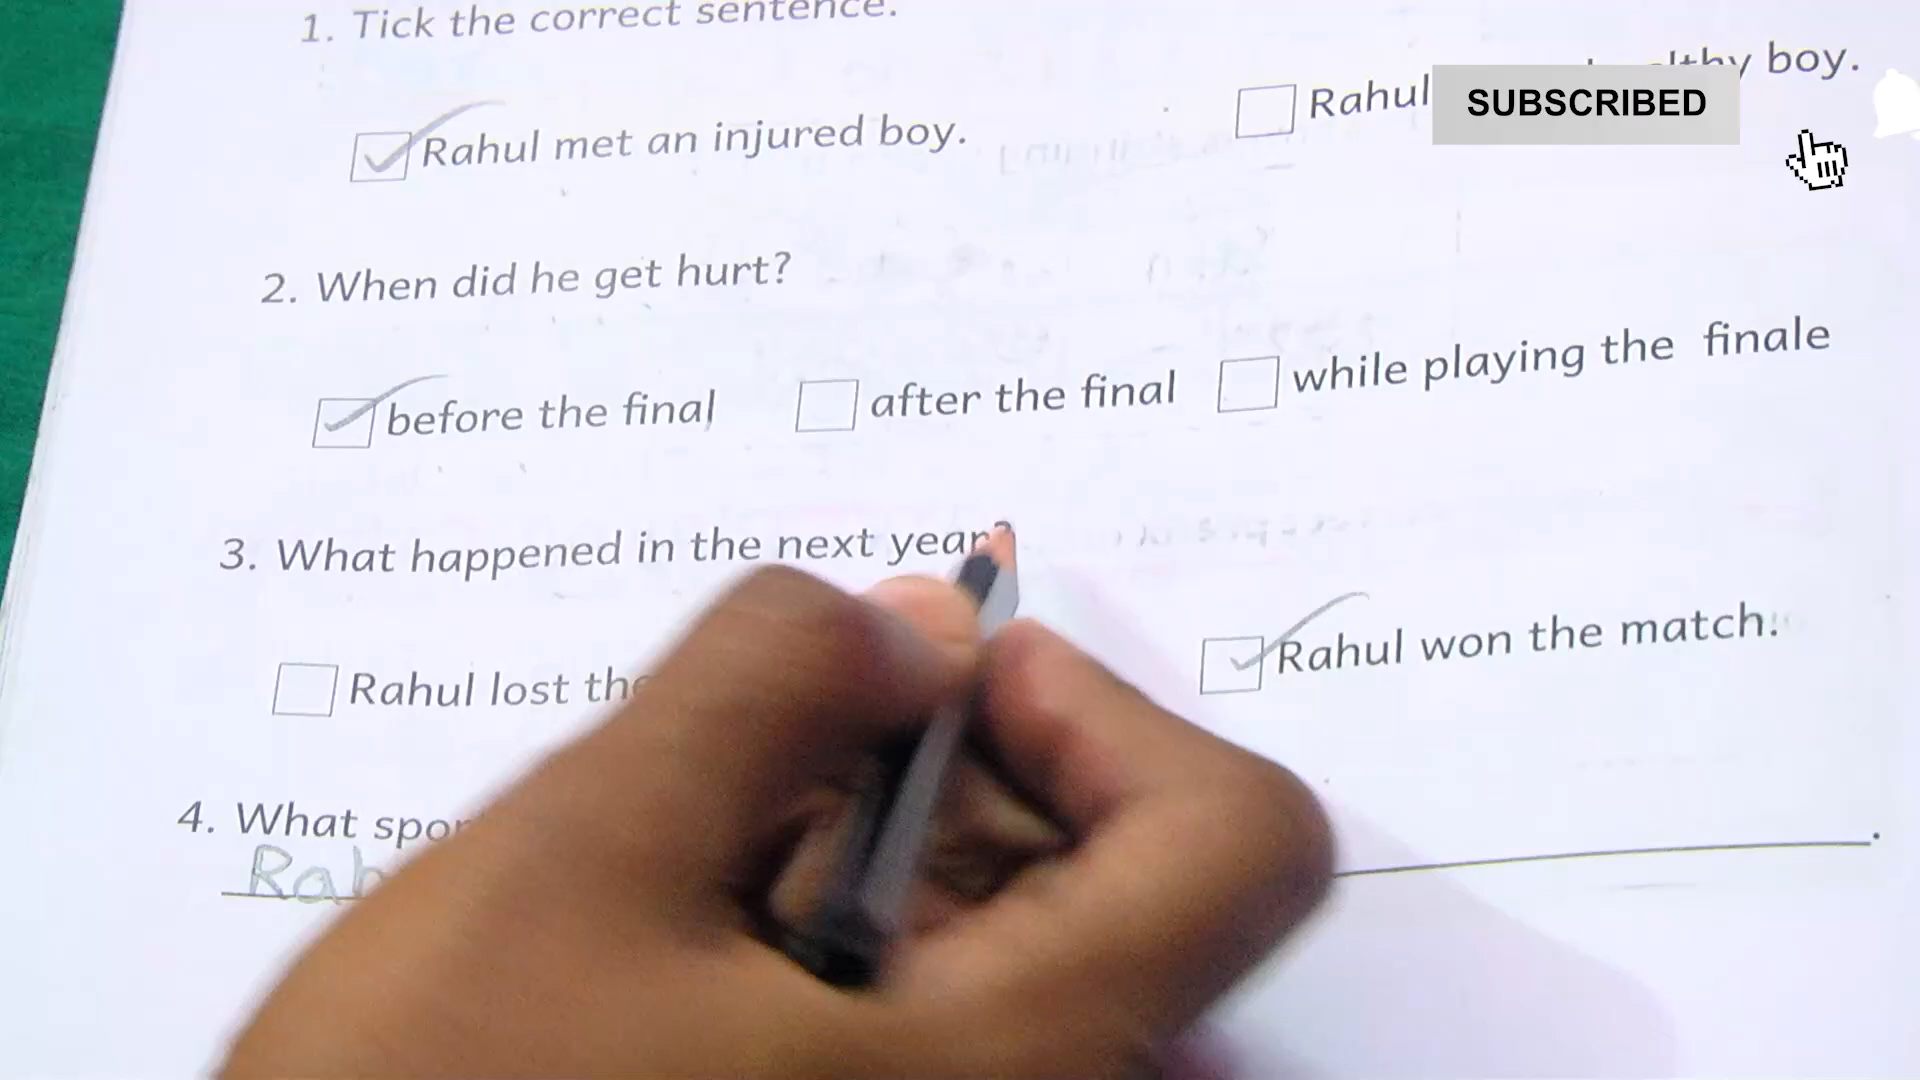 1. Tick the correct sentence.
Rahul met an injured boy.
Rahul boy.
SUBSCRIBED
2. When did he get hurt?
before the final
after the final
while playing the finale
3. What happened in the next year?
Rahul lost the
Rahul won the match.
4. What